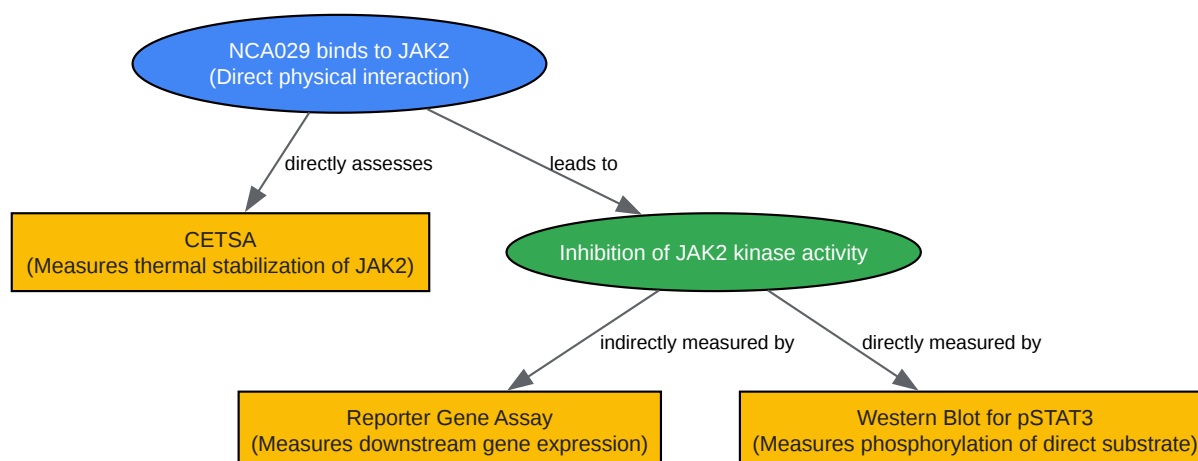 NCA029 binds to JAK2
(Direct physical interaction)
directly assesses
leads to
CETSA
(Measures thermal stabilization of JAK2)
Inhibition of JAK2 kinase activity
indirectly measured by
directly measured by
Reporter Gene Assay
(Measures downstream gene expression)
Western Blot for pSTAT3
(Measures phosphorylation of direct substrate)